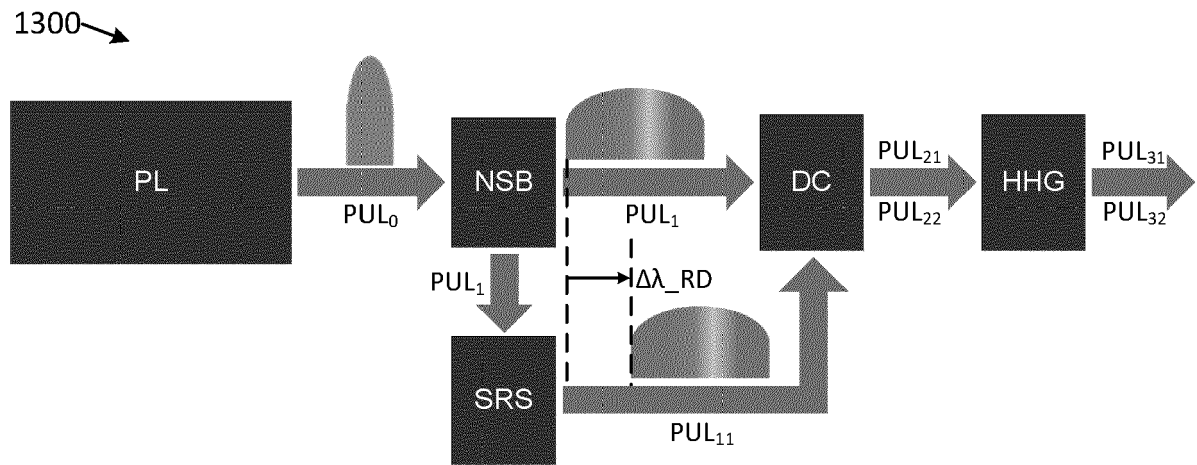 1300
PL
PUL₀
NSB
PUL₁
DC
PUL₂₁
PUL₂₂
HHG
PUL₃₁
PUL₃₂
PUL₁
Δλ_RD
SRS
PUL₁₁